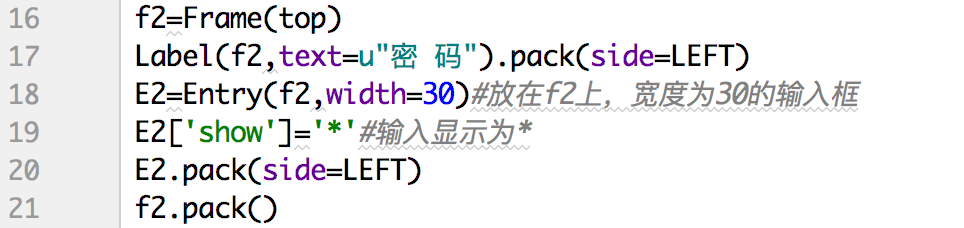 16 f2=Frame(top)
17 Label(f2,text=u"密 码").pack(side=LEFT)
18 E2=Entry(f2,width=30)#放在f2上，宽度为30的输入框
19 E2['show']='*'#输入显示为*
20 E2.pack(side=LEFT)
21 f2.pack()